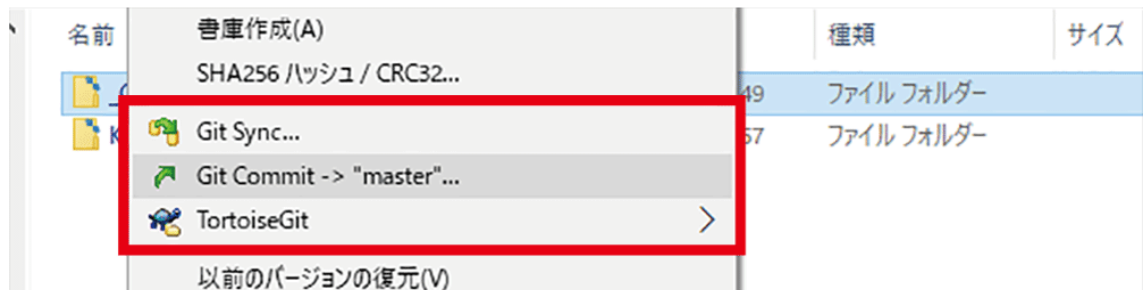 名前
種類
サイズ
書庫作成(A)
SHA256 ハッシュ / CRC32...
49 ファイル フォルダー
Git Sync...
57 ファイル フォルダー
Git Commit -> "master"...
TortoiseGit
以前のバージョンの復元(V)